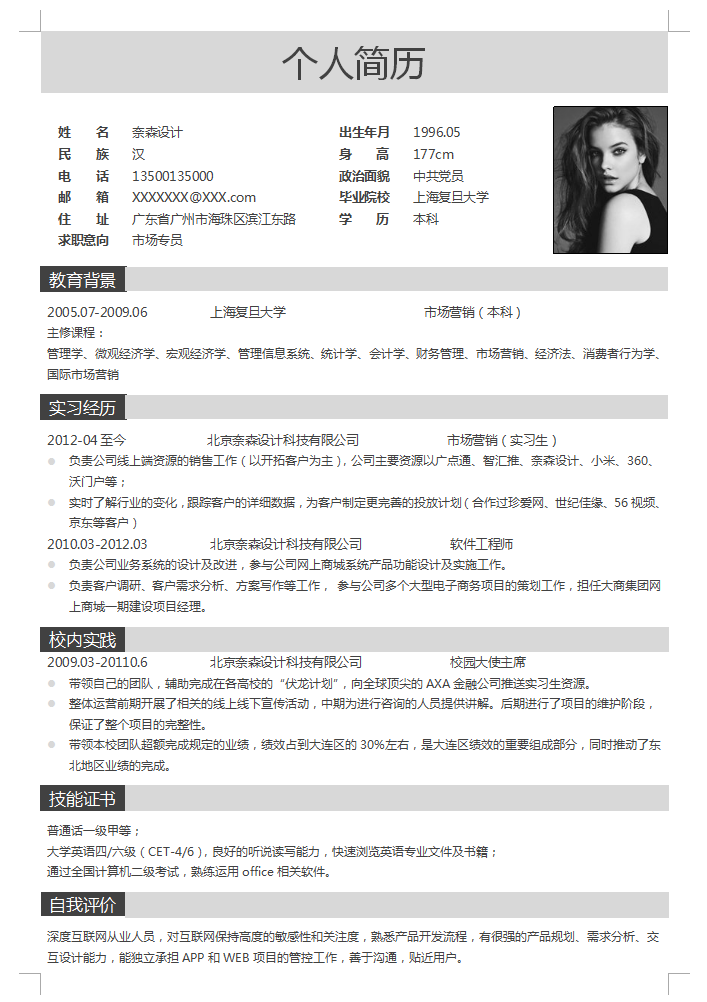 个人简历
姓 名 奈森设计 出生年月 1996.05
民 族 汉 身 高 177cm
电 话 13500135000 政治面貌 中共党员
邮 箱 XXXXXXX@XXX.com 毕业院校 上海复旦大学
住 址 广东省广州市海珠区滨江东路 学 历 本科
求职意向 市场专员
教育背景
2005.07-2009.06 上海复旦大学 市场营销（本科）
主修课程：
管理学、微观经济学、宏观经济学、管理信息系统、统计学、会计学、财务管理、市场营销、经济法、消费者行为学、
国际市场营销
实习经历
2012-04 至今 北京奈森设计科技有限公司 市场营销（实习生）
负责公司线上端资源的销售工作（以开拓客户为主），公司主要资源以广点通、智汇推、奈森设计、小米、360、
沃门户等；
实时了解行业的变化，跟踪客户的详细数据，为客户制定更完善的投放计划（合作过珍爱网、世纪佳缘、56 视频、
京东等客户）
2010.03-2012.03 北京奈森设计科技有限公司 软件工程师
负责公司业务系统的设计及改进，参与公司网上商城系统产品功能设计及实施工作。
负责客户调研、客户需求分析、方案写作等工作， 参与公司多个大型电子商务项目的策划工作，担任大商集团网
上商城一期建设项目经理。
校内实践
2009.03-20110.6 北京奈森设计科技有限公司 校园大使主席
带领自己的团队，辅助完成在各高校的“伏龙计划”，向全球顶尖的 AXA 金融公司推送实习生资源。
整体运营前期开展了相关的线上线下宣传活动，中期为进行咨询的人员提供讲解。后期进行了项目的维护阶段，
保证了整个项目的完整性。
带领本校团队超额完成规定的业绩，绩效占到大连区的 30%左右，是大连区绩效的重要组成部分，同时推动了东
北地区业绩的完成。
技能证书
普通话一级甲等；
大学英语四/六级（CET-4/6），良好的听说读写能力，快速浏览英语专业文件及书籍；
通过全国计算机二级考试，熟练运用 office 相关软件。
自我评价
深度互联网从业人员，对互联网保持高度的敏感性和关注度，熟悉产品开发流程，有很强的产品规划、需求分析、交
互设计能力，能独立承担 APP 和 WEB 项目的管控工作，善于沟通，贴近用户。